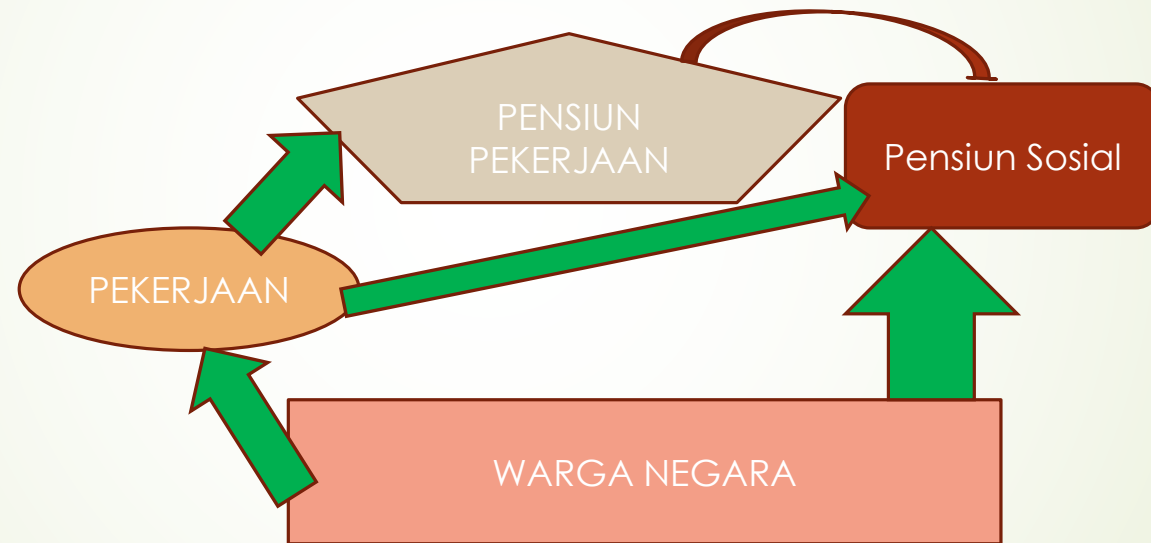 PENSIUN
PEKERJAAN
Pensiun Sosial
PEKERJAAN
WARGA NEGARA